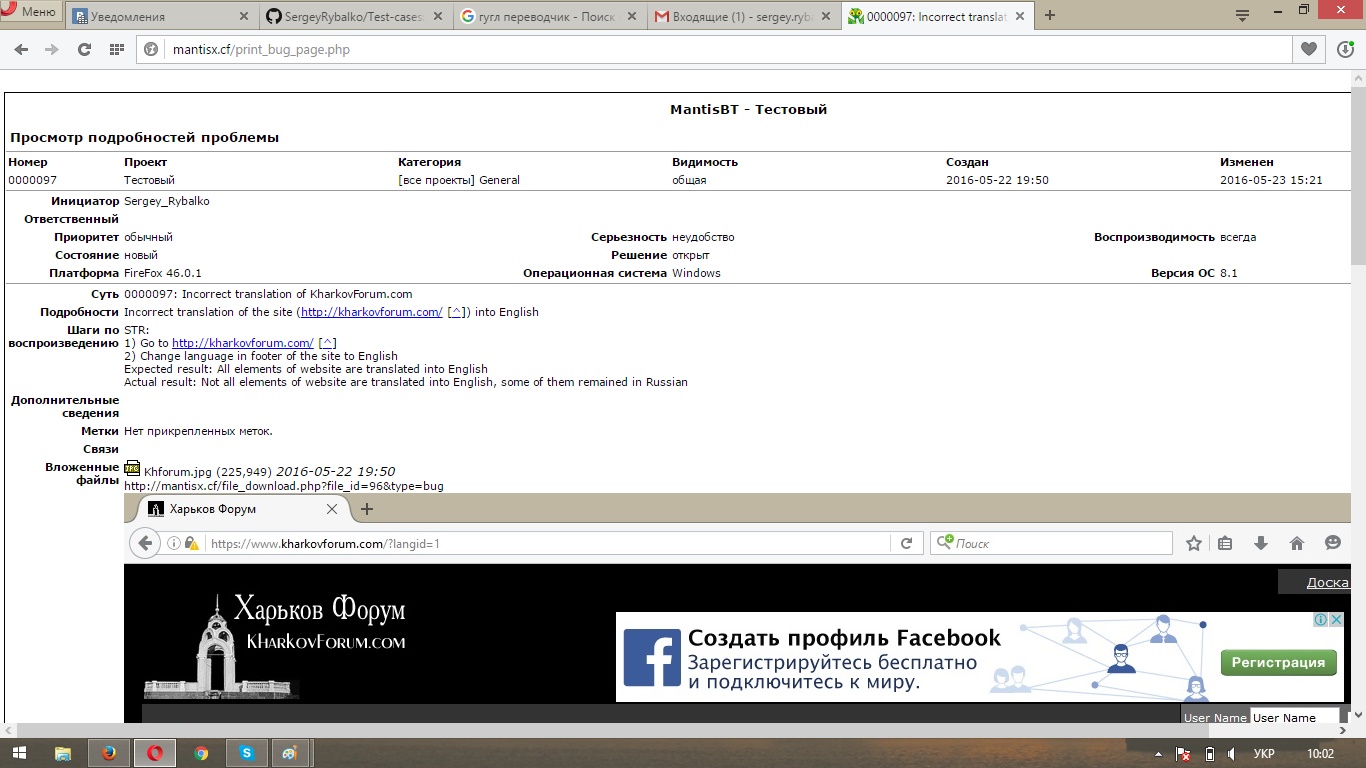 Меню
Уведомления
SergeyRybalko/Test-cases
гугл переводчик - Поиск
Входящие (1) - sergey.ryba
0000097: Incorrect translat
mantisx.cf/print_bug_page.php
MantisBT - Тестовый
Просмотр подробностей проблемы
Номер Проект Категория Видимость Создан Изменен
0000097 Тестовый [все проекты] General общая 2016-05-22 19:50 2016-05-23 15:21
Инициатор Sergey_Rybalko
Ответственный
Приоритет обычный Серьезность неудобство Воспроизводимость всегда
Состояние новый Решение открыт
Платформа FireFox 46.0.1 Операционная система Windows Версия ОС 8.1
Суть 0000097: Incorrect translation of KharkovForum.com
Подробности Incorrect translation of the site (http://kharkovforum.com/ [^]) into English
Шаги по воспроизведению STR:
1) Go to http://kharkovforum.com/ [^]
2) Change language in footer of the site to English
Expected result: All elements of website are translated into English
Actual result: Not all elements of website are translated into English, some of them remained in Russian
Дополнительные
сведения
Метки Нет прикрепленных меток.
Связи
Вложенные
файлы
Khforum.jpg (225,949) 2016-05-22 19:50
http://mantisx.cf/file_download.php?file_id=96&type=bug
Харьков Форум
https://www.kharkovforum.com/?langid=1
Поиск
Доска
Харьков Форум
KharkovForum.com
Создать профиль Facebook
Зарегистрируйтесь бесплатно
и подключитесь к миру.
Регистрация
User Name User Name
УКР 10:02